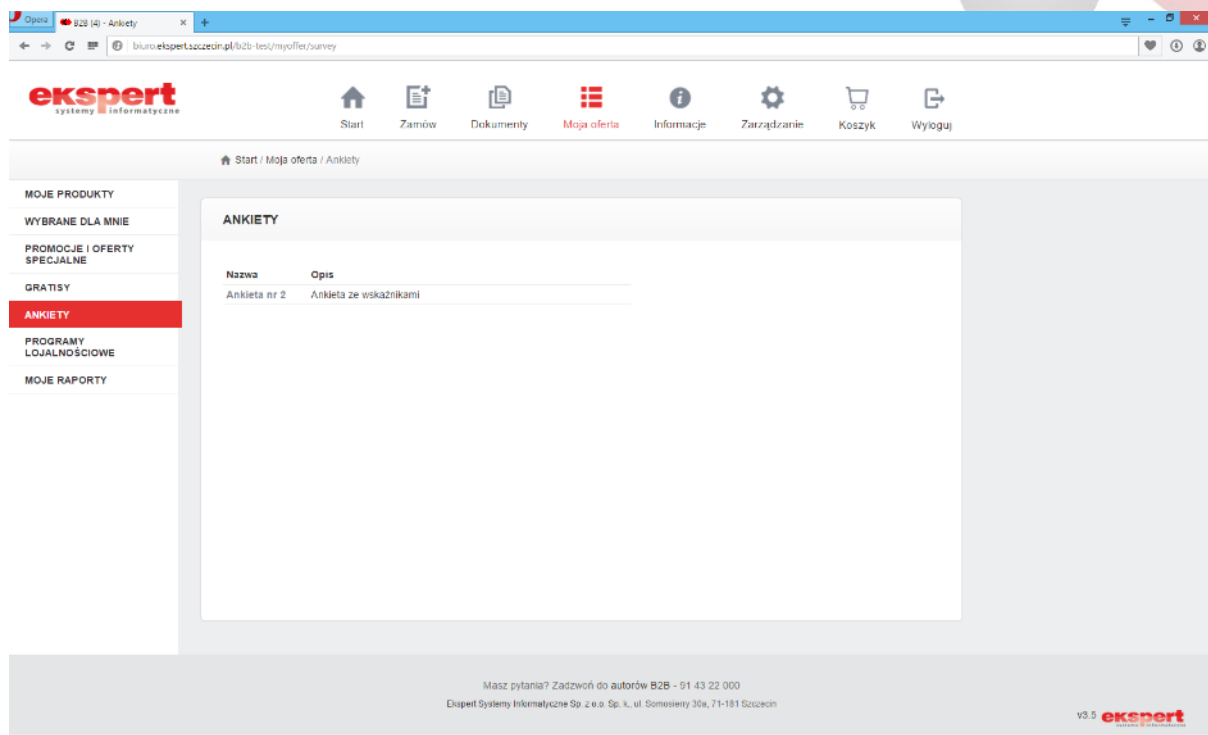 Opera
B2B (4) - Ankiety
biuro.ekspert.szczecin.pl/b2b-test/myoffer/survey
ekspert
systemy informatyczne
Start
Zamów
Dokumenty
Moja oferta
Informacje
Zarządzanie
Koszyk
Wyloguj
Start / Moja oferta / Ankiety
MOJE PRODUKTY
WYBRANE DLA MNIE
PROMOCJE I OFERTY
SPECJALNE
GRATISY
ANKIETY
PROGRAMY
LOJALNOŚCIOWE
MOJE RAPORTY
ANKIETY
Nazwa Opis
Ankieta nr 2 Ankieta ze wskaźnikami
Masz pytania? Zadzwoń do autorów B2B - 91 43 22 000
Ekspert Systemy Informatyczne Sp. z o.o. Sp. k., ul. Somosierry 30a, 71-181 Szczecin
v3.5 ekspert
systemy informatyczne